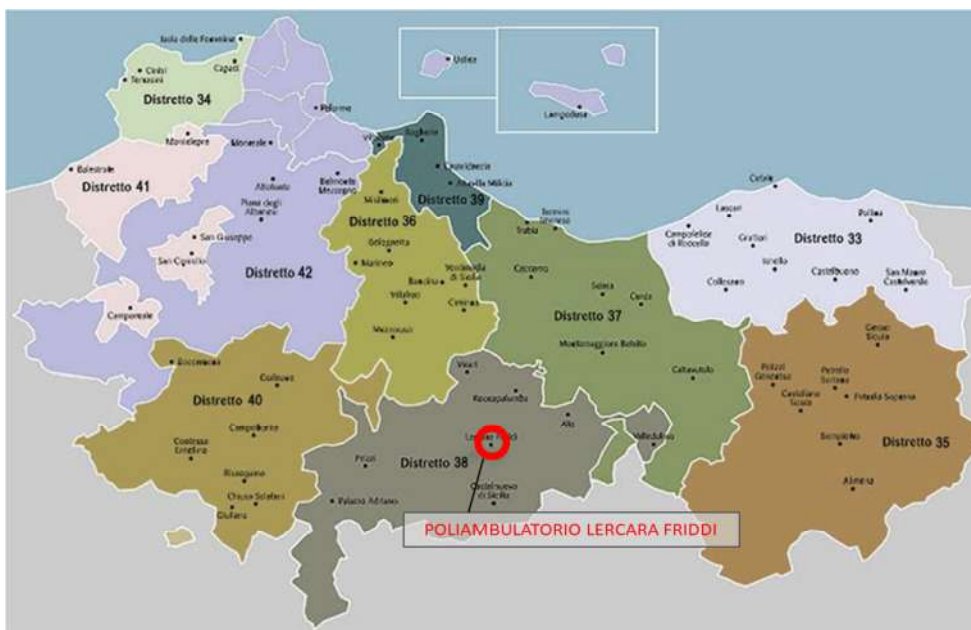 Isola delle Femmine
Capaci
Cinisi
Terrasini
Distretto 34
Ustica
Lampedusa
Palermo
Montelepre
Monreale
Balestrate
Distretto 41
Altofonte
Belmonte
Mezzagno
Piana degli
Albanesi
San Giuseppe
San Cipirello
Distretto 42
Camporeale
Villabate
Bagheria
Casteldaccia
Altavilla Milicia
Distretto 39
Misilmeri
Distretto 36
Bolognetta
Marineo
Baucina
Ventimiglia
di Sicilia
Villafrati
Ciminna
Mezzojuso
Termini
Imerese
Trabia
Caccamo
Sciara
Cerda
Distretto 37
Montemaggiore Belsito
Caltavuturo
Cefalù
Lascari
Pollina
Campofelice
di Roccella
Gratteri
Distretto 33
Isnello
Collesano
Castelbuono
San Mauro
Castelverde
Geraci
Siculo
Polizzi
Generosa
Petralia
Sottana
Petralia Soprana
Castellana
Sicula
Bompietro
Distretto 35
Alimena
Roccamena
Corleone
Distretto 40
Campofiorito
Contessa
Entellina
Bisacquino
Chiusa Sclafani
Giuliana
Vicari
Roccapalumba
Alia
Valledolmo
Lercara Friddi
Prizzi
Distretto 38
Palazzo Adriano
Castelnuovo
di Sicilia
POLIAMBULATORIO LERCARA FRIDDI